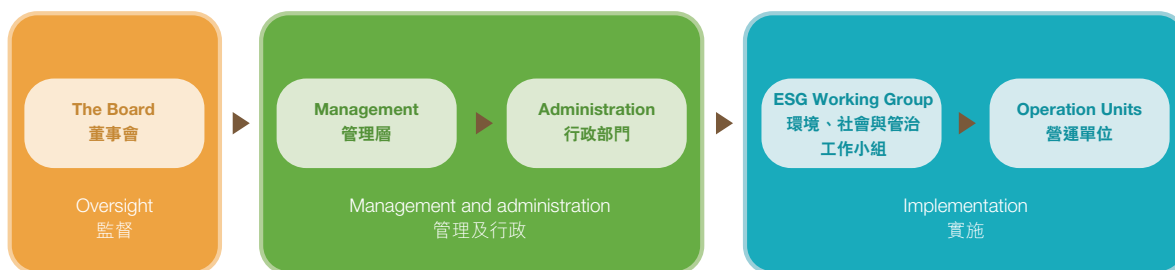 The Board
董事會
Oversight
監督
Management
管理層
Administration
行政部門
Management and administration
管理及行政
ESG Working Group
環境、社會與管治
工作小組
Operation Units
營運單位
Implementation
實施